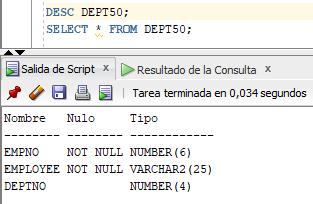 DESC DEPT50;
SELECT * FROM DEPT50;
Salida de Script x Resultado de la Consulta x
Tarea terminada en 0,034 segundos
Nombre Nulo Tipo
-------- -------- ------------
EMPNO NOT NULL NUMBER(6)
EMPLOYEE NOT NULL VARCHAR2(25)
DEPTNO NUMBER(4)